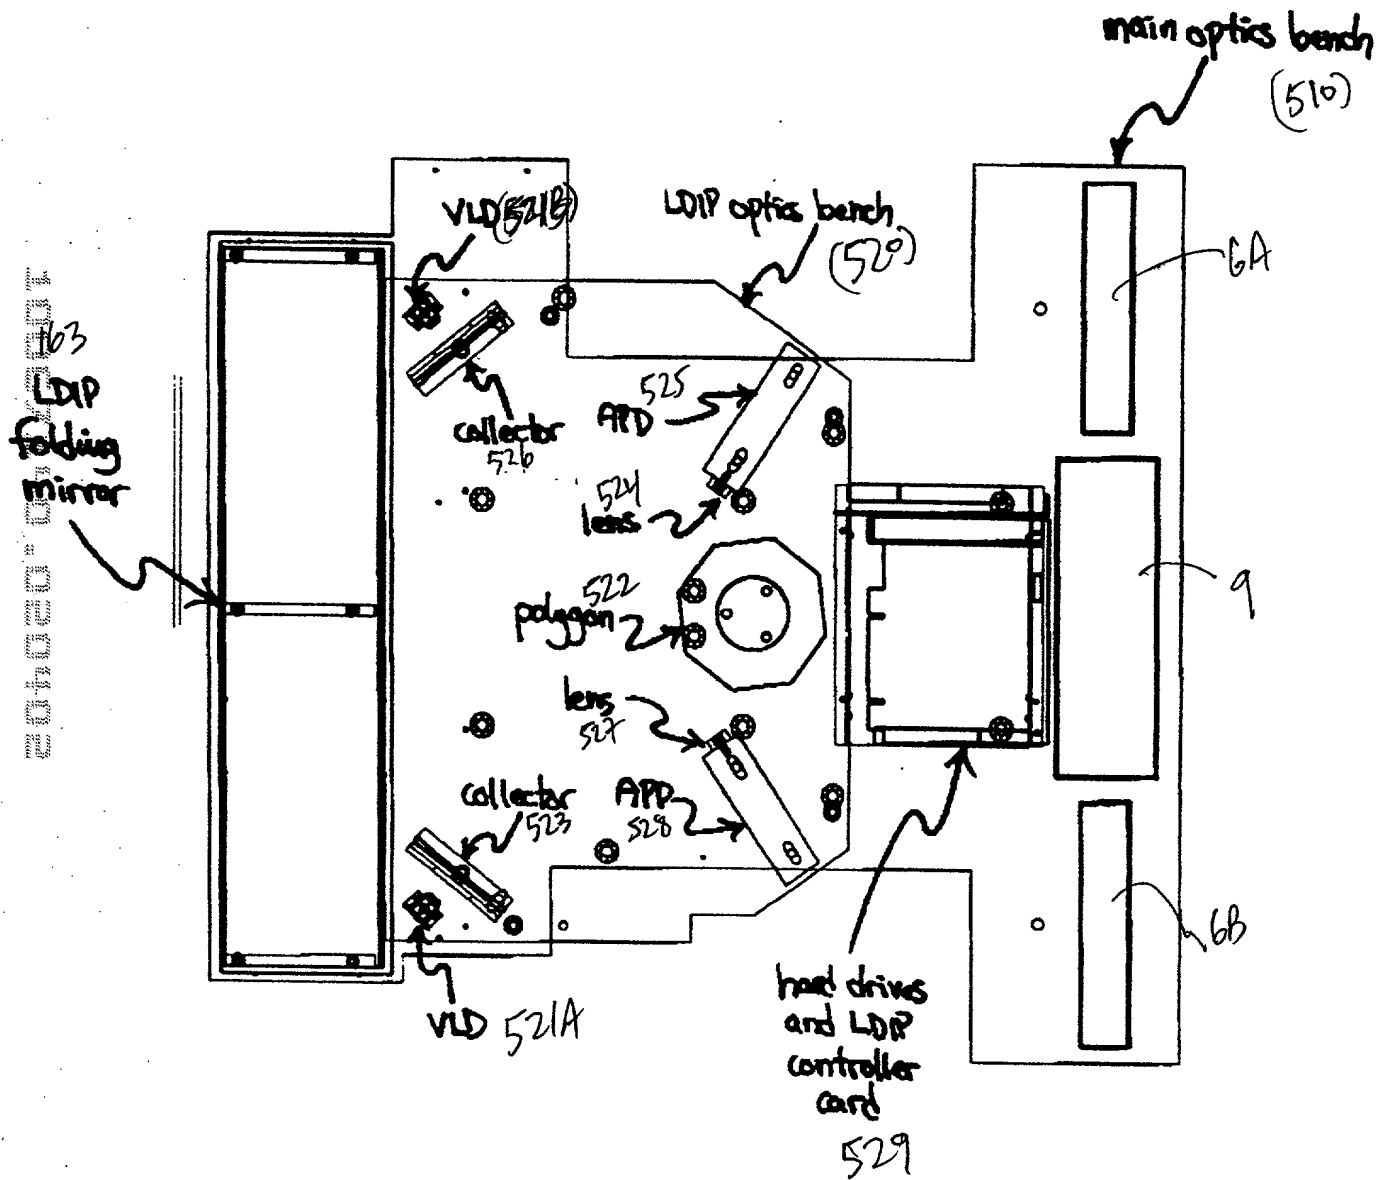 main optics bench
(510)
VLD (521B)
LDIP optics bench
(520)
6A
163
LDIP
folding
mirror
525
APD
collector
526
524
lens
522
polygon
9
lens
527
collector
523
APD
528
6B
VLD 521A
hard drives
and LDIP
controller
card
529